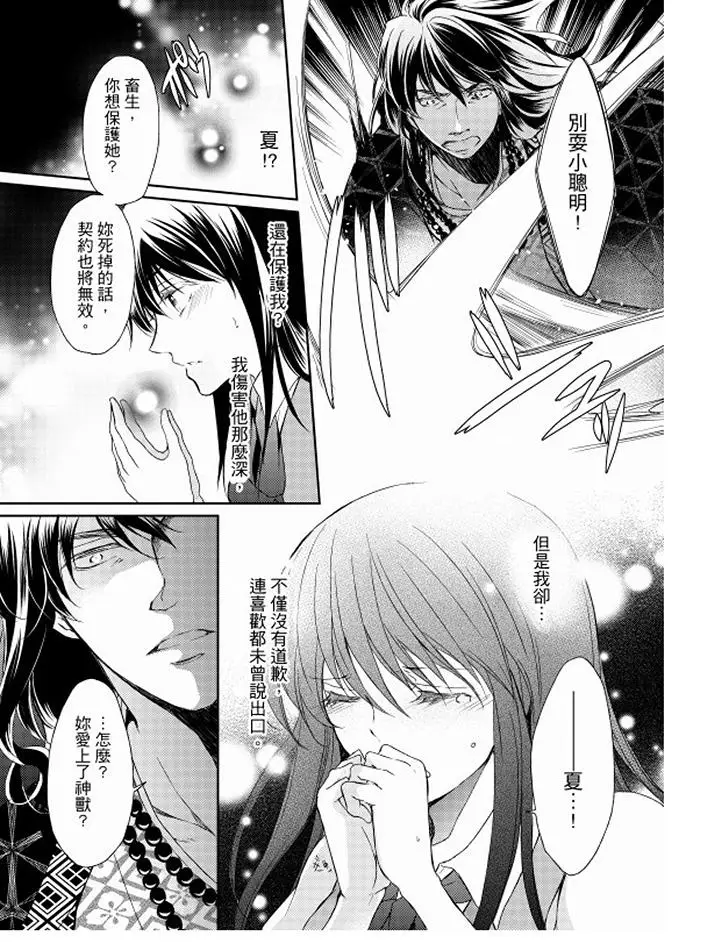 別耍小聰明！
夏!?
畜生，
你想保護她？
還在保護我？
妳死掉的話，
契約也將無效。
我傷害他那麼深，
但是我卻…
不僅沒有道歉，
連喜歡都未曾說出口。
——夏…！
…怎麼？
妳愛上了神獸？